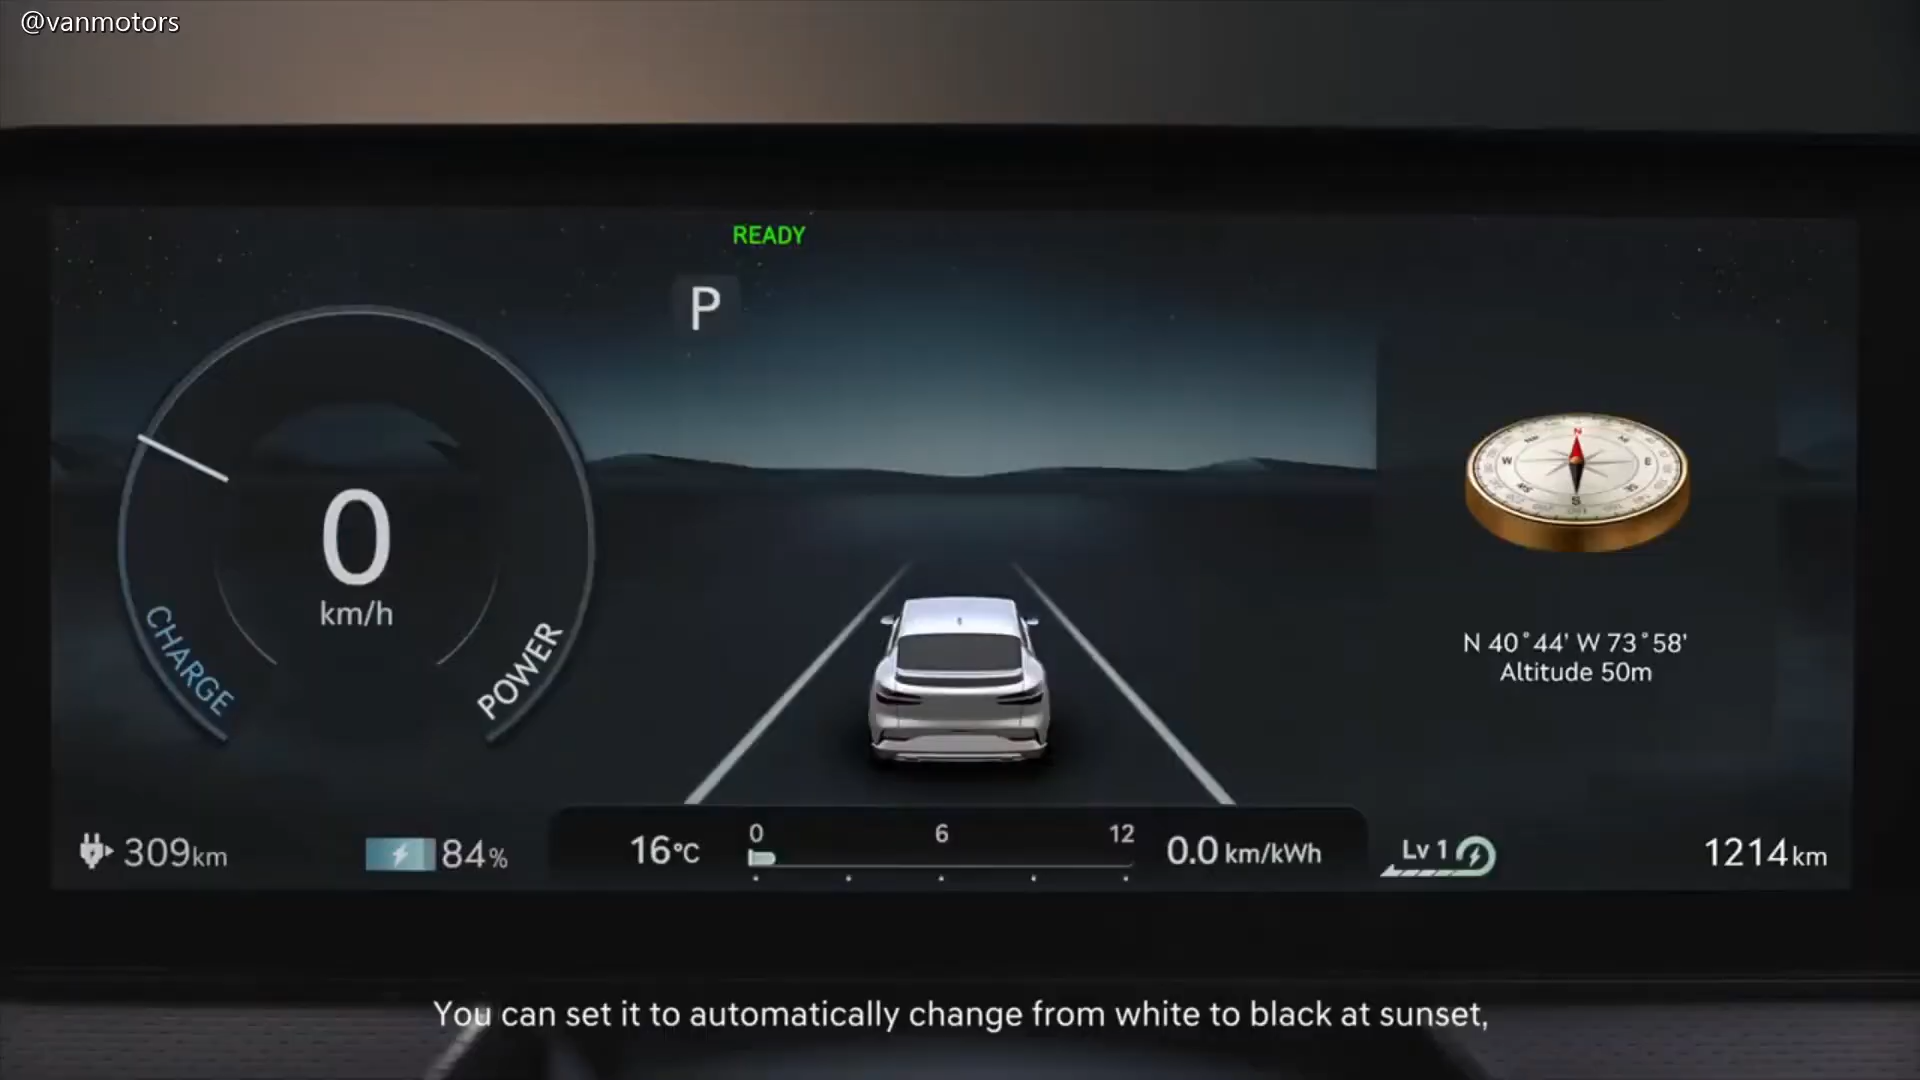 @vanmotors
READY
P
0
km/h
CHARGE
POWER
N
W
E
S
N 40°44' W 73°58'
Altitude 50m
309km
84%
16°C
0 6 12
0.0 km/kWh
Lv 1
1214km
You can set it to automatically change from white to black at sunset,